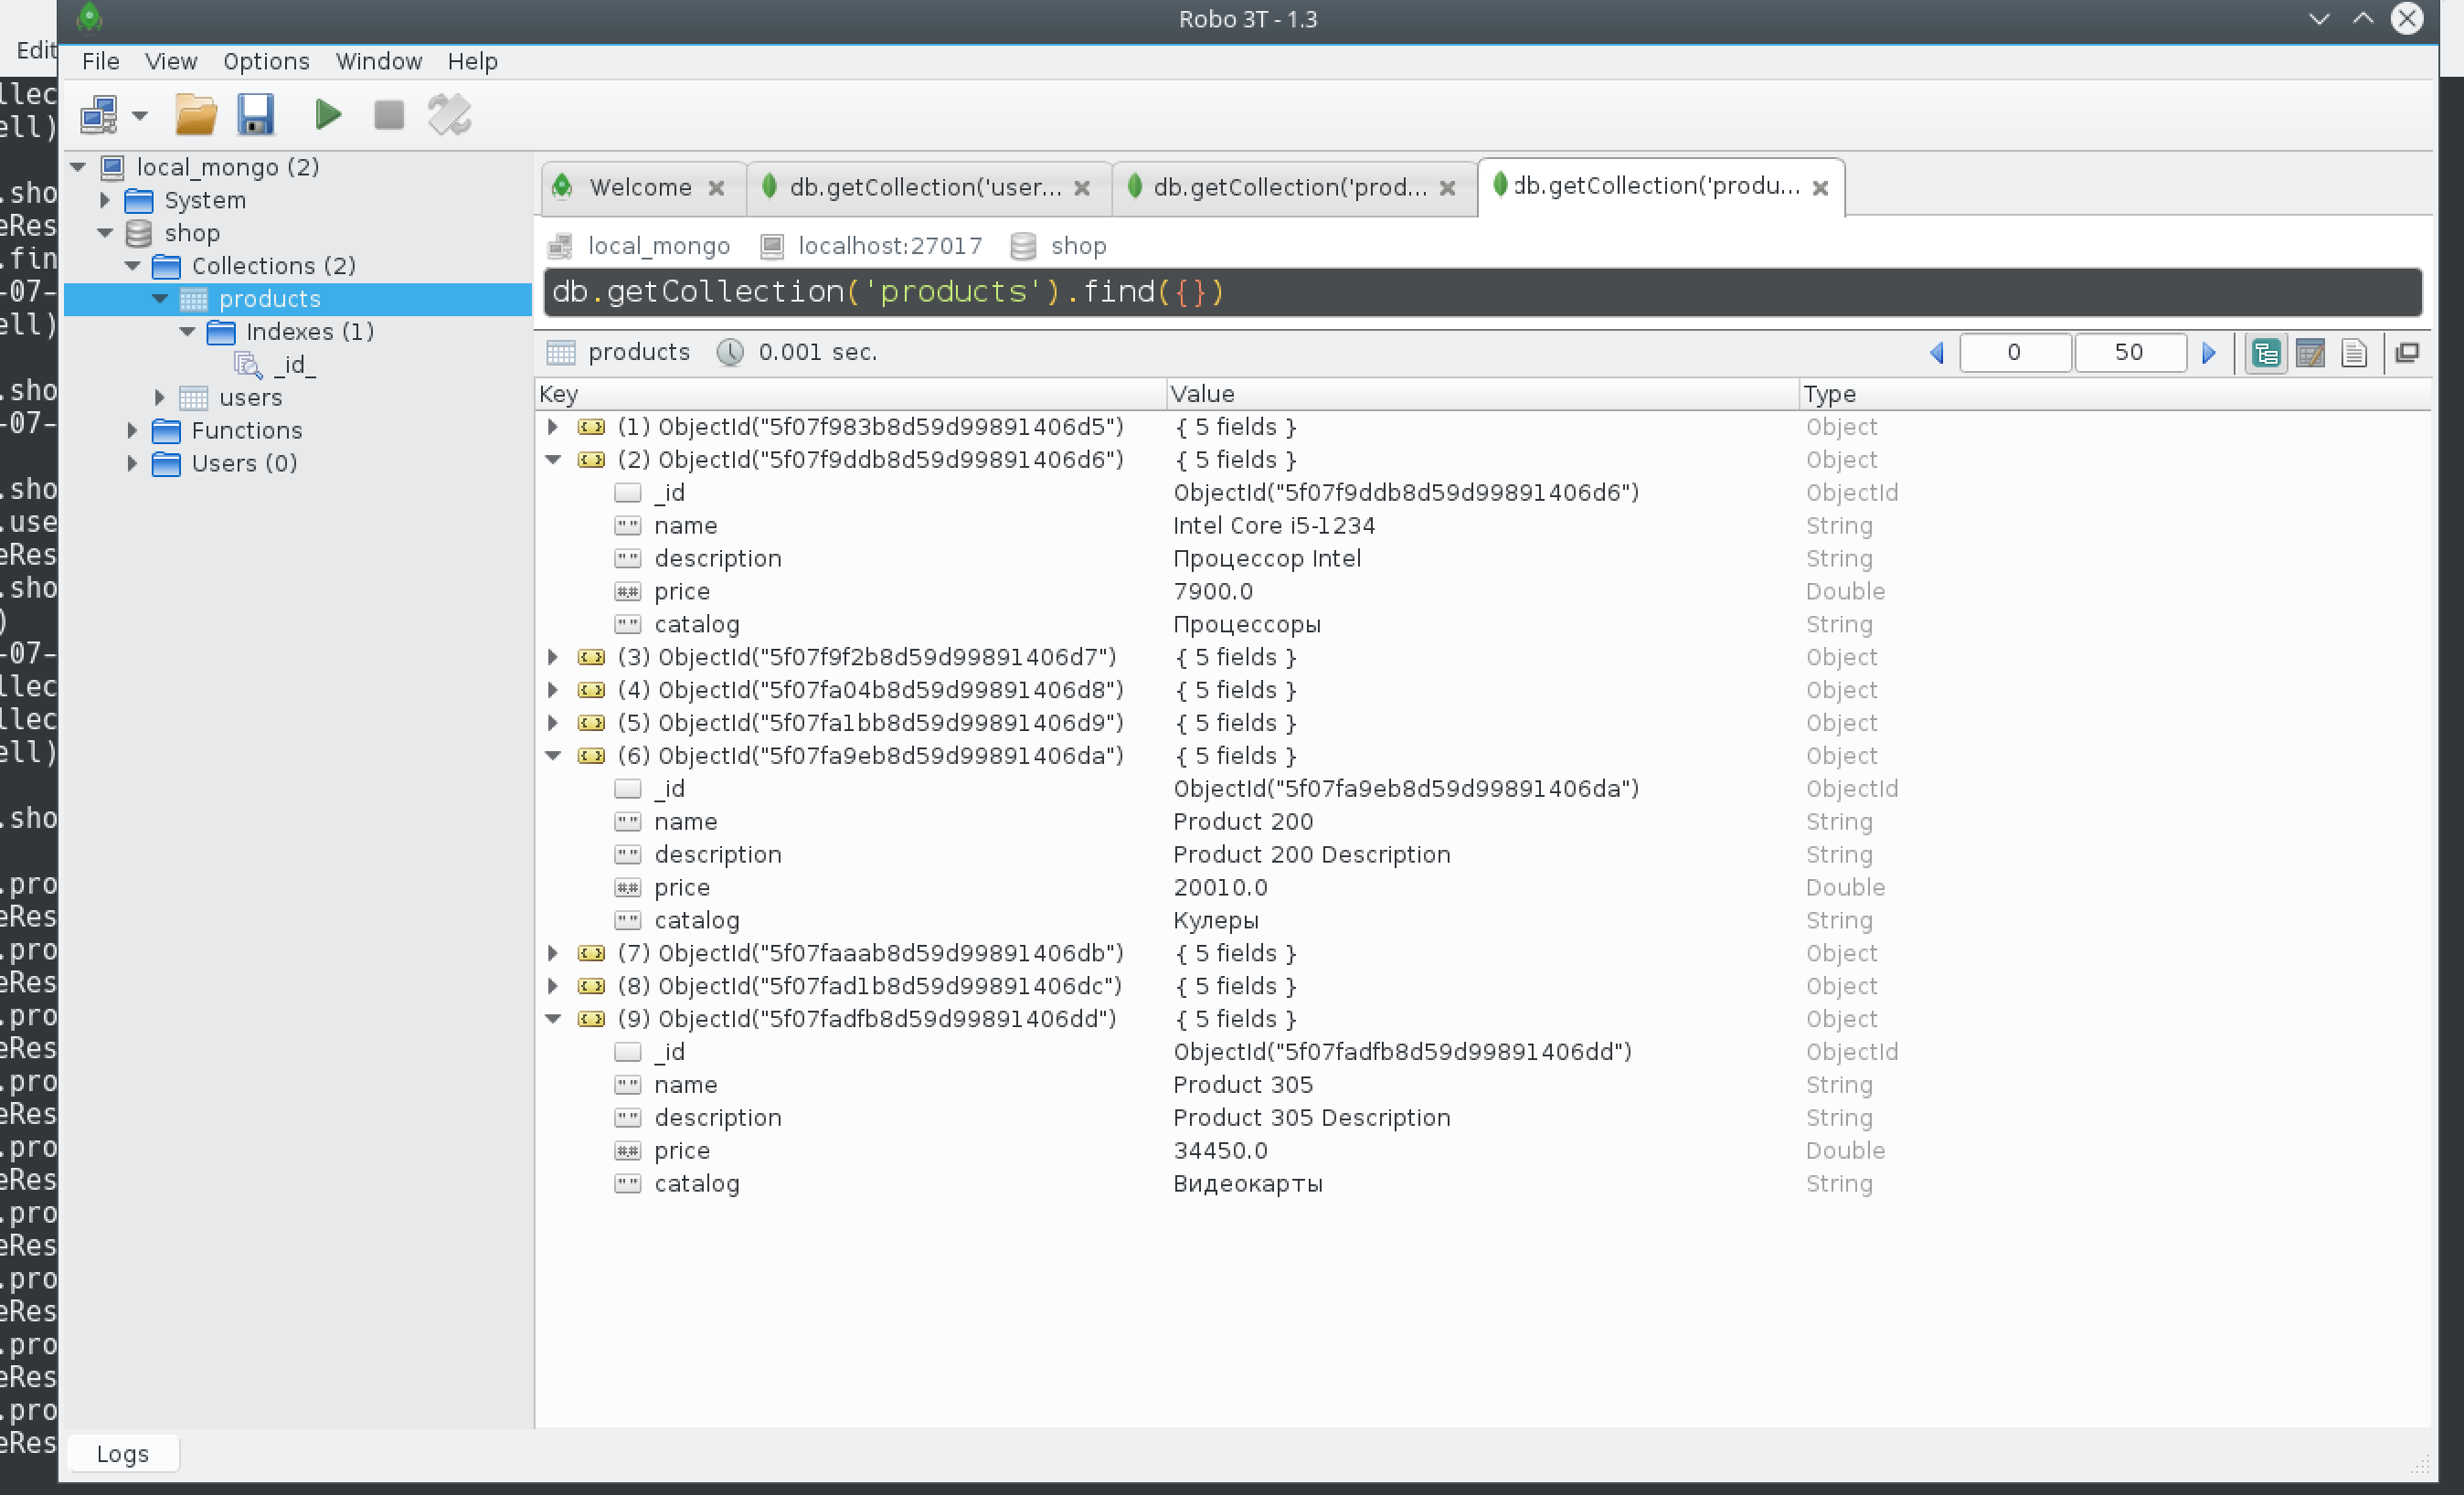 Robo 3T - 1.3
Edit
File View Options Window Help
local_mongo (2)
System
shop
Collections (2)
products
Indexes (1)
_id_
users
Functions
Users (0)
Welcome db.getCollection('user... db.getCollection('prod... db.getCollection('produ...
local_mongo localhost:27017 shop
db.getCollection('products').find({})
products 0.001 sec. 0 50
Key Value Type
(1) ObjectId("5f07f983b8d59d99891406d5") { 5 fields } Object
(2) ObjectId("5f07f9ddb8d59d99891406d6") { 5 fields } Object
_id ObjectId("5f07f9ddb8d59d99891406d6") ObjectId
name Intel Core i5-1234 String
description Процессор Intel String
price 7900.0 Double
catalog Процессоры String
(3) ObjectId("5f07f9f2b8d59d99891406d7") { 5 fields } Object
(4) ObjectId("5f07fa04b8d59d99891406d8") { 5 fields } Object
(5) ObjectId("5f07fa1bb8d59d99891406d9") { 5 fields } Object
(6) ObjectId("5f07fa9eb8d59d99891406da") { 5 fields } Object
_id ObjectId("5f07fa9eb8d59d99891406da") ObjectId
name Product 200 String
description Product 200 Description String
price 20010.0 Double
catalog Кулеры String
(7) ObjectId("5f07faaab8d59d99891406db") { 5 fields } Object
(8) ObjectId("5f07fad1b8d59d99891406dc") { 5 fields } Object
(9) ObjectId("5f07fadfb8d59d99891406dd") { 5 fields } Object
_id ObjectId("5f07fadfb8d59d99891406dd") ObjectId
name Product 305 String
description Product 305 Description String
price 34450.0 Double
catalog Видеокарты String
Logs
llec
ell)
.sho
eRes
.fin
-07-
ell)
.sho
-07-
.sho
.use
eRes
.sho
)
-07-
llec
llec
ell)
.sho
.pro
eRes
.pro
eRes
.pro
eRes
.pro
eRes
.pro
eRes
.pro
eRes
.pro
eRes
.pro
eRes
.pro
eRes